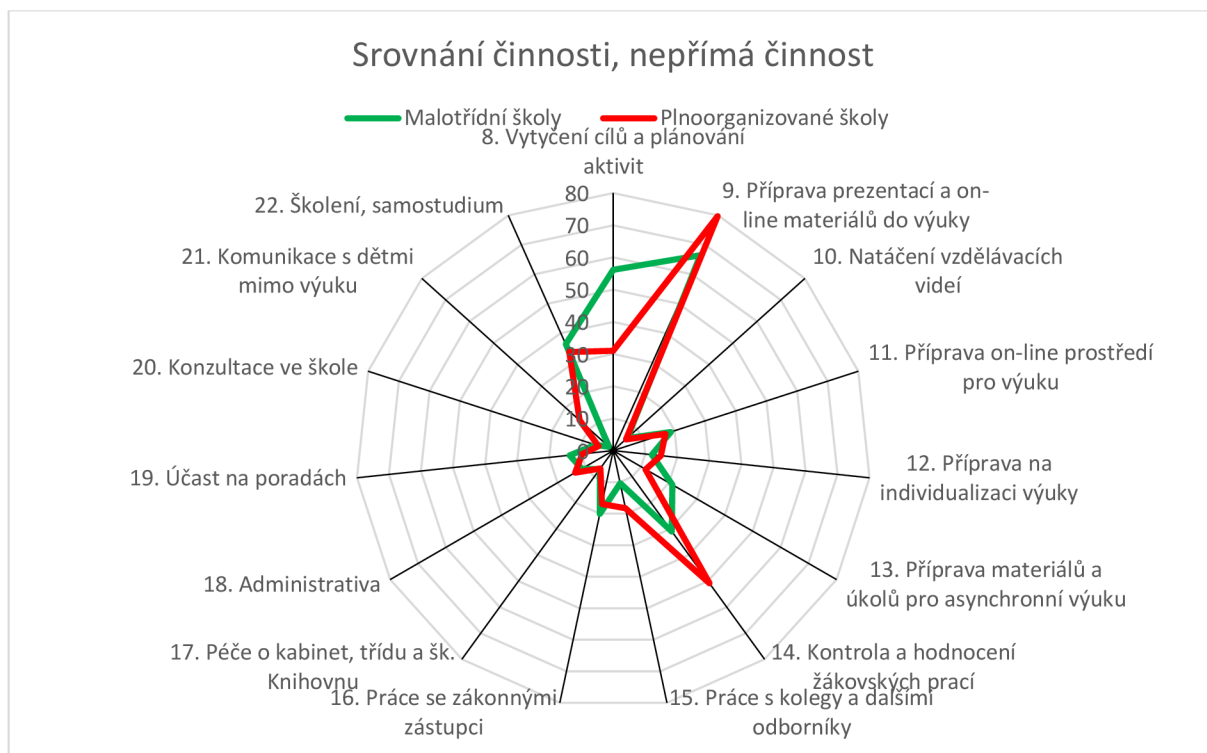 Srovnání činnosti, nepřímá činnost
Malotřídní školy
Plnoorganizované školy
8. Vytyčení cílů a plánování
aktivit
9. Příprava prezentací a on-
line materiálů do výuky
10. Natáčení vzdělávacích
videí
11. Příprava on-line prostředí
pro výuku
12. Příprava na
individualizaci výuky
13. Příprava materiálů a
úkolů pro asynchronní výuku
14. Kontrola a hodnocení
žákovských prací
15. Práce s kolegy a dalšími
odborníky
16. Práce se zákonnými
zástupci
17. Péče o kabinet, třídu a šk.
Knihovnu
18. Administrativa
19. Účast na poradách
20. Konzultace ve škole
21. Komunikace s dětmi
mimo výuku
22. Školení, samostudium
80
70
60
50
40
30
20
10
0